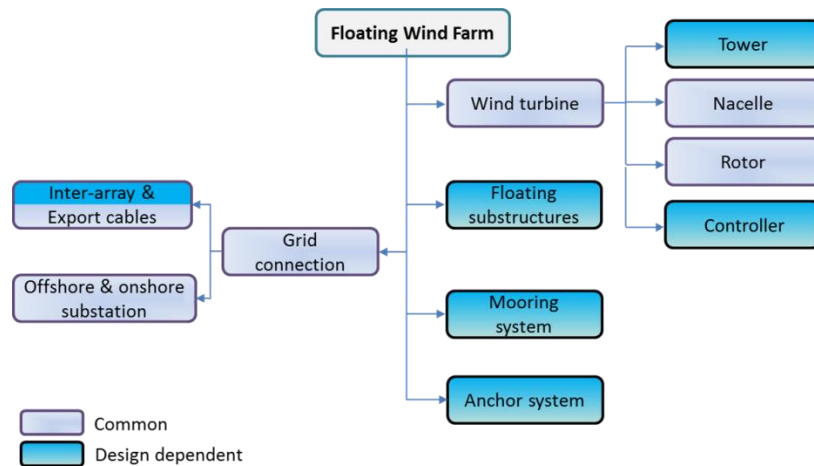 Floating Wind Farm
Tower
Wind turbine
Nacelle
Rotor
Inter-array &
Export cables
Floating
substructures
Controller
Grid
connection
Offshore & onshore
substation
Mooring
system
Anchor system
Common
Design dependent